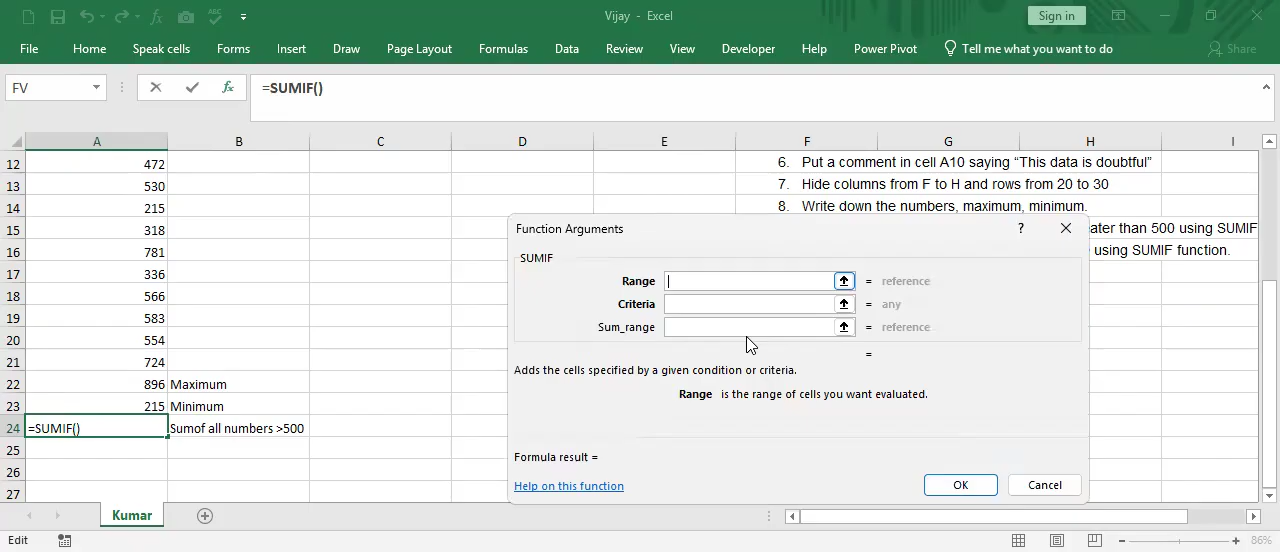 fx
ABC
Vijay - Excel
Sign in
File
Home
Speak cells
Forms
Insert
Draw
Page Layout
Formulas
Data
Review
View
Developer
Help
Power Pivot
Tell me what you want to do
Share
FV
fx
=SUMIF()
A
B
C
D
E
F
G
H
I
12
472
6. Put a comment in cell A10 saying “This data is doubtful”
13
530
7. Hide columns from F to H and rows from 20 to 30
14
215
8. Write down the numbers, maximum, minimum.
15
318
ater than 500 using SUMIF
16
781
using SUMIF function.
17
336
18
566
19
583
20
554
21
724
22
896
Maximum
23
215
Minimum
24
=SUMIF()
Sumof all numbers >500
25
26
27
Function Arguments
?
SUMIF
Range
= reference
Criteria
= any
Sum_range
= reference
=
Adds the cells specified by a given condition or criteria.
Range is the range of cells you want evaluated.
Formula result =
Help on this function
OK
Cancel
Kumar
Edit
86%